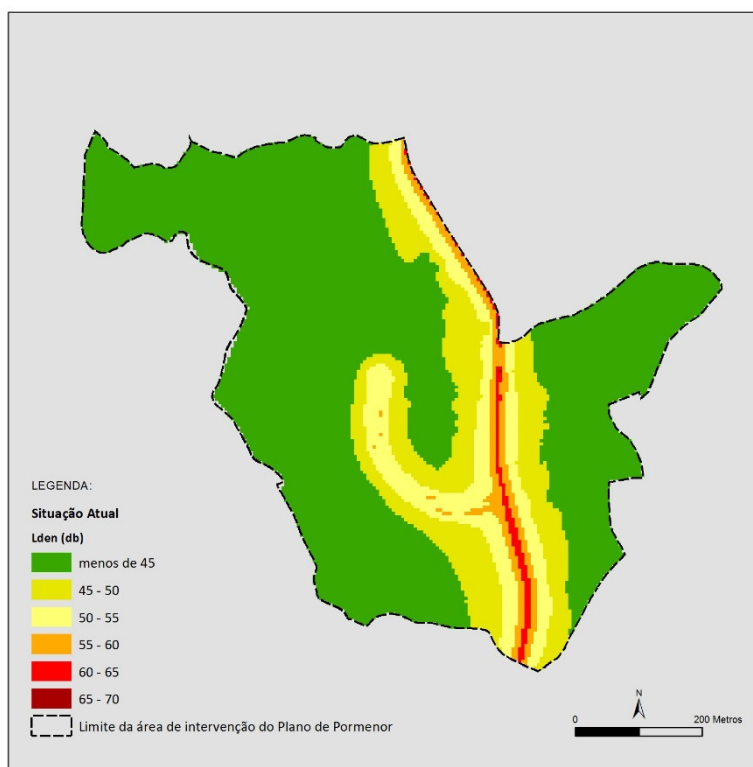 LEGENDA:
Situação Atual
Lden (db)
menos de 45
45 - 50
50 - 55
55 - 60
60 - 65
65 - 70
Limite da área de intervenção do Plano de Pormenor
N
0 200 Metros